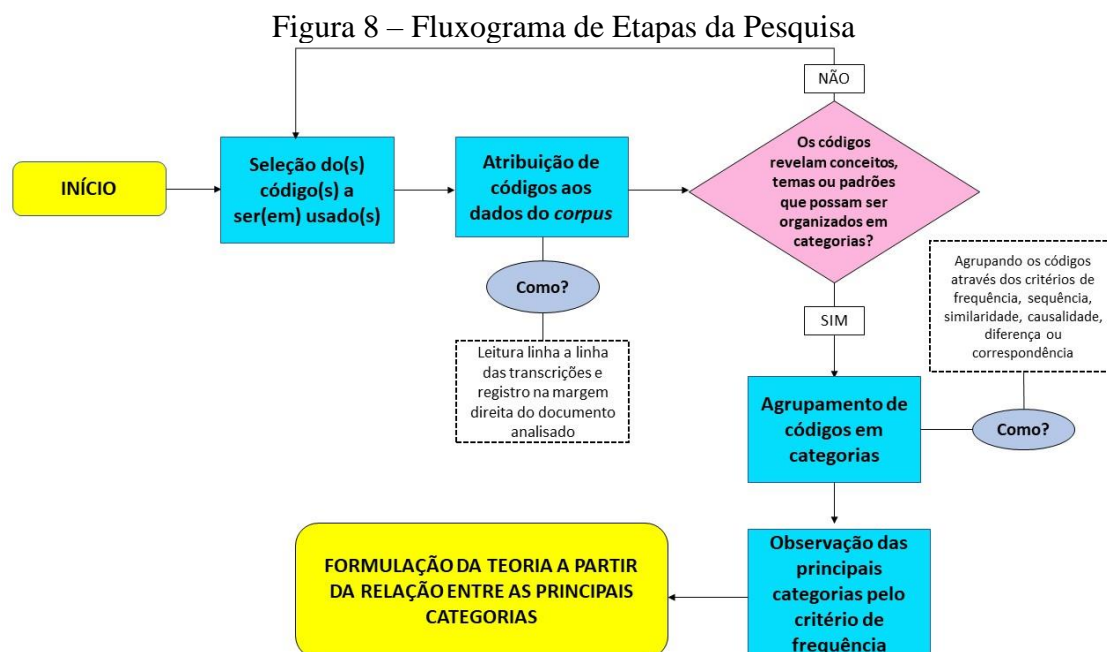 Figura 8 – Fluxograma de Etapas da Pesquisa
NÃO
INÍCIO
Seleção do(s)
código(s) a
ser(em) usado(s)
Atribuição de
códigos aos
dados do corpus
Os códigos
revelam conceitos,
temas ou padrões
que possam ser
organizados em
categorias?
Como?
Leitura linha a linha
das transcrições e
registro na margem
direita do documento
analisado
SIM
Agrupando os códigos
através dos critérios de
frequência, sequência,
similaridade, causalidade,
diferença ou
correspondência
Agrupamento de
códigos em
categorias
Como?
Observação das
principais
categorias pelo
critério de
frequência
FORMULAÇÃO DA TEORIA A PARTIR
DA RELAÇÃO ENTRE AS PRINCIPAIS
CATEGORIAS